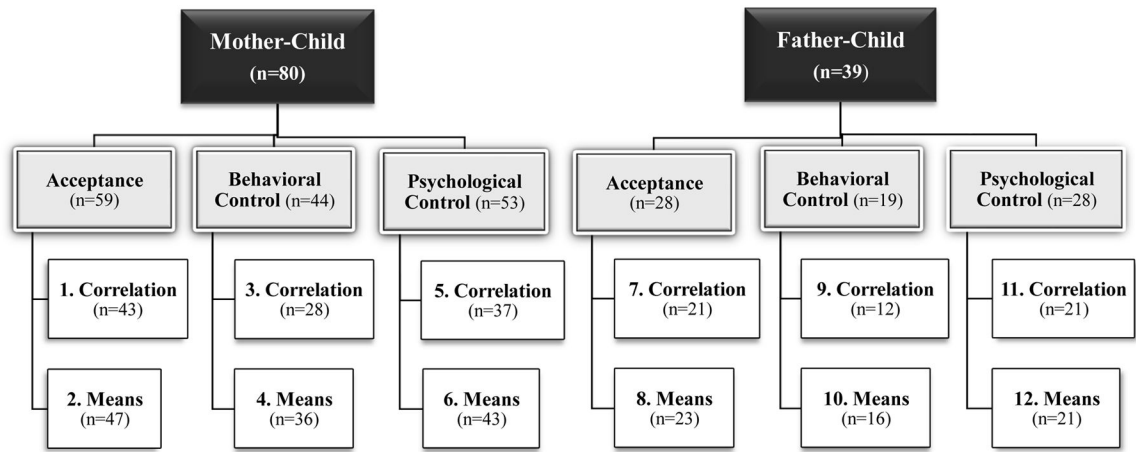 Mother-Child
(n=80)
Father-Child
(n=39)
Acceptance
(n=59)
Behavioral
Control (n=44)
Psychological
Control (n=53)
Acceptance
(n=28)
Behavioral
Control (n=19)
Psychological
Control (n=28)
1. Correlation
(n=43)
3. Correlation
(n=28)
5. Correlation
(n=37)
7. Correlation
(n=21)
9. Correlation
(n=12)
11. Correlation
(n=21)
2. Means
(n=47)
4. Means
(n=36)
6. Means
(n=43)
8. Means
(n=23)
10. Means
(n=16)
12. Means
(n=21)